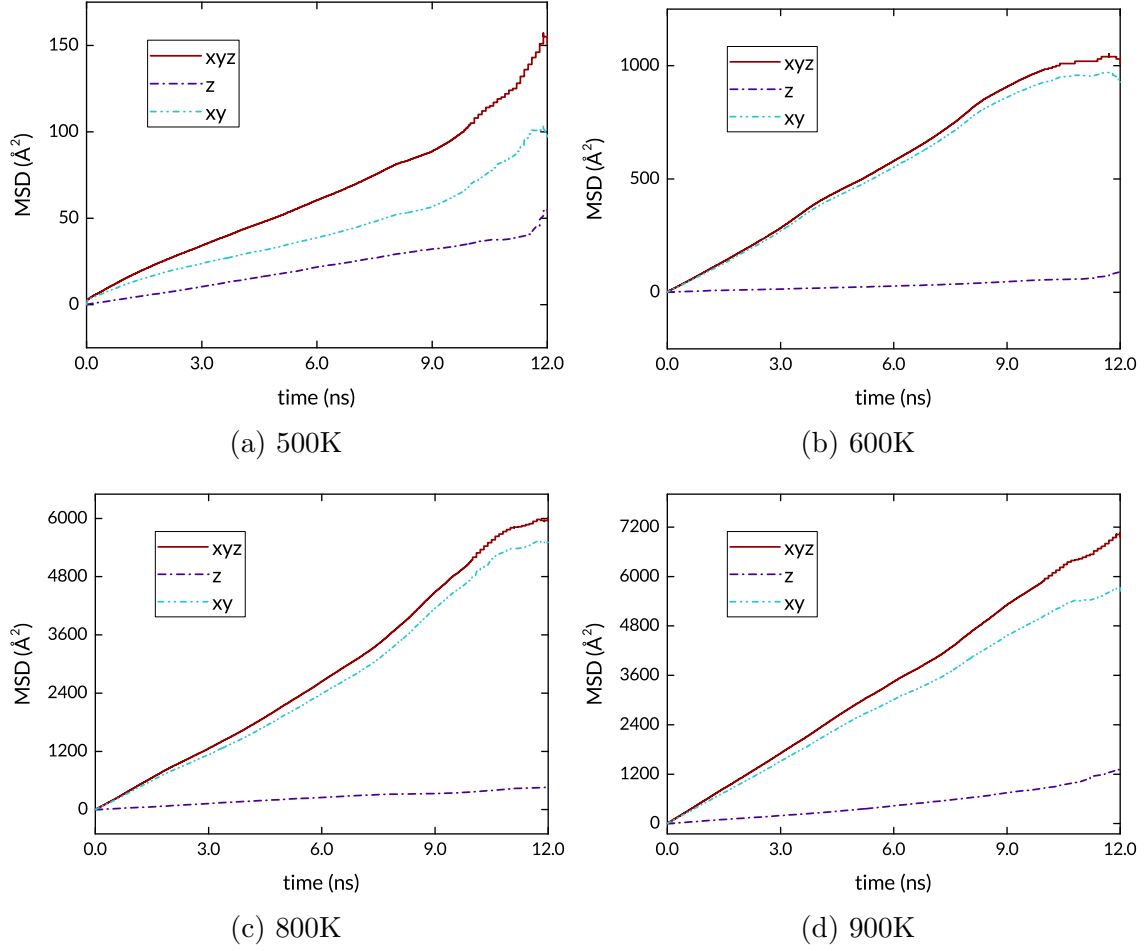 150
100
50
0
MSD (Å²)
xyz
z
xy
0.0 3.0 6.0 9.0 12.0
time (ns)
(a) 500K
1000
500
0
MSD (Å²)
xyz
z
xy
0.0 3.0 6.0 9.0 12.0
time (ns)
(b) 600K
6000
4800
3600
2400
1200
0
MSD (Å²)
xyz
z
xy
0.0 3.0 6.0 9.0 12.0
time (ns)
(c) 800K
7200
6000
4800
3600
2400
1200
0
MSD (Å²)
xyz
z
xy
0.0 3.0 6.0 9.0 12.0
time (ns)
(d) 900K